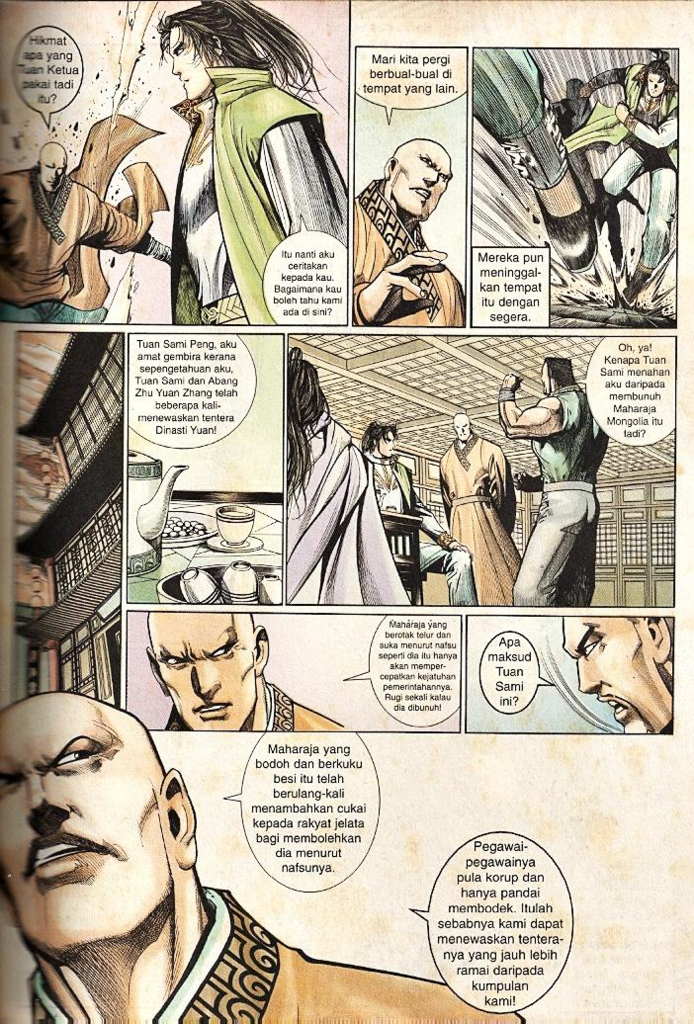 Hikmat
apa yang
Tuan Ketua
pakai tadi
itu?
Itu nanti aku
ceritakan
kepada kau.
Bagaimana kau
boleh tahu kami
ada di sini?
Mari kita pergi
berbual-bual di
tempat yang lain.
Mereka pun
meninggal-
kan tempat
itu dengan
segera.
Tuan Sami Peng, aku
amat gembira kerana
sepengetahuan aku,
Tuan Sami dan Abang
Zhu Yuan Zhang telah
beberapa kali-
menewaskan tentera
Dinasti Yuan!
Oh, ya!
Kenapa Tuan
Sami menahan
aku daripada
membunuh
Maharaja
Mongolia itu
tadi?
Maharaja yang
berotak telur dan
suka menurut nafsu
seperti dia itu hanya
akan memper-
cepatkan kejatuhan
pemerintahannya.
Rugi sekali kalau
dia dibunuh!
Apa
maksud
Tuan
Sami
ini?
Maharaja yang
bodoh dan berkuku
besi itu telah
berulang-kali
menambahkan cukai
kepada rakyat jelata
bagi membolehkan
dia menurut
nafsunya.
Pegawai-
pegawainya
pula korup dan
hanya pandai
membodek. Itulah
sebabnya kami dapat
menewaskan tentera-
nya yang jauh lebih
ramai daripada
kumpulan
kami!